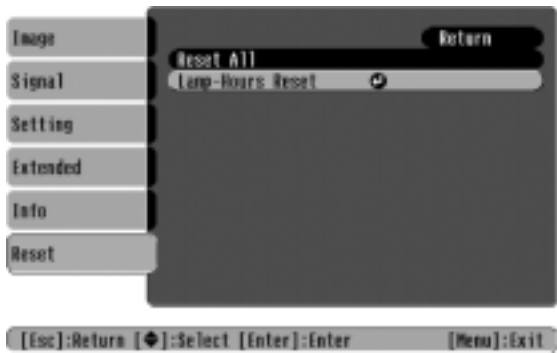 Image
Signal
Setting
Extended
Info
Reset
Return
Reset All
Lamp-Hours Reset
[Esc]:Return [◆]:Select [Enter]:Enter [Menu]:Exit